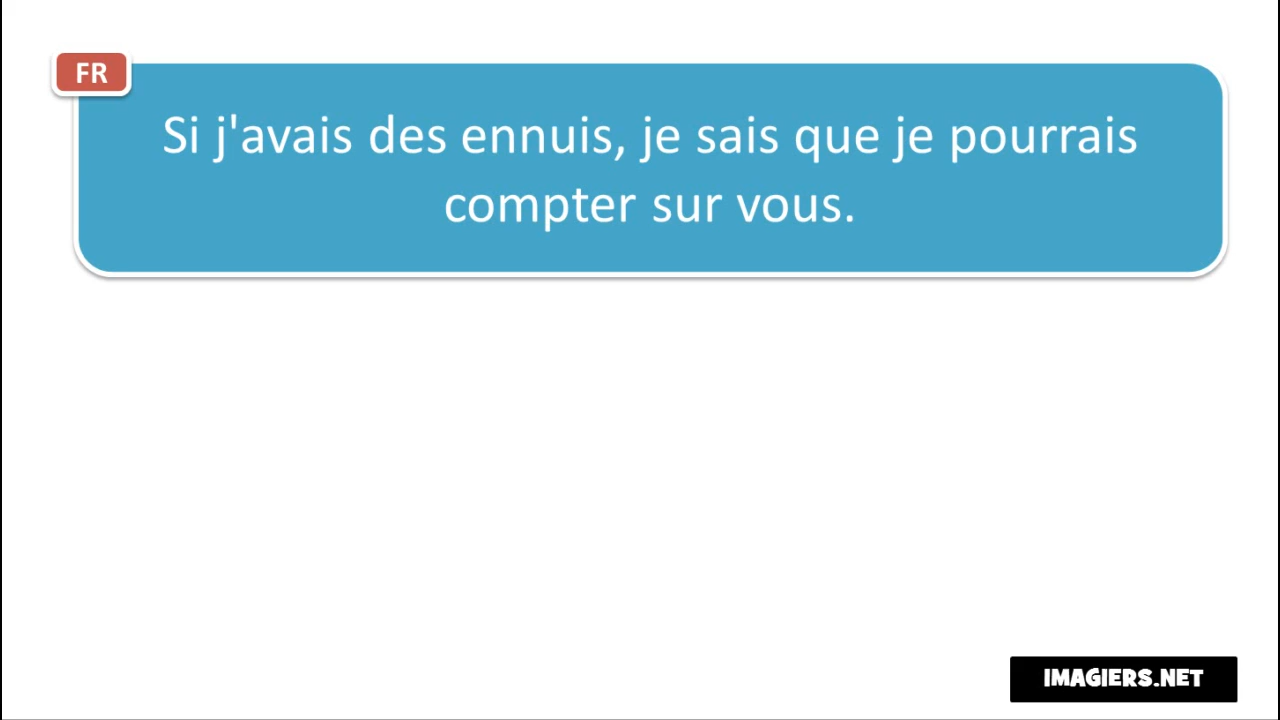 FR
Si j'avais des ennuis, je sais que je pourrais
compter sur vous.
IMAGIERS.NET